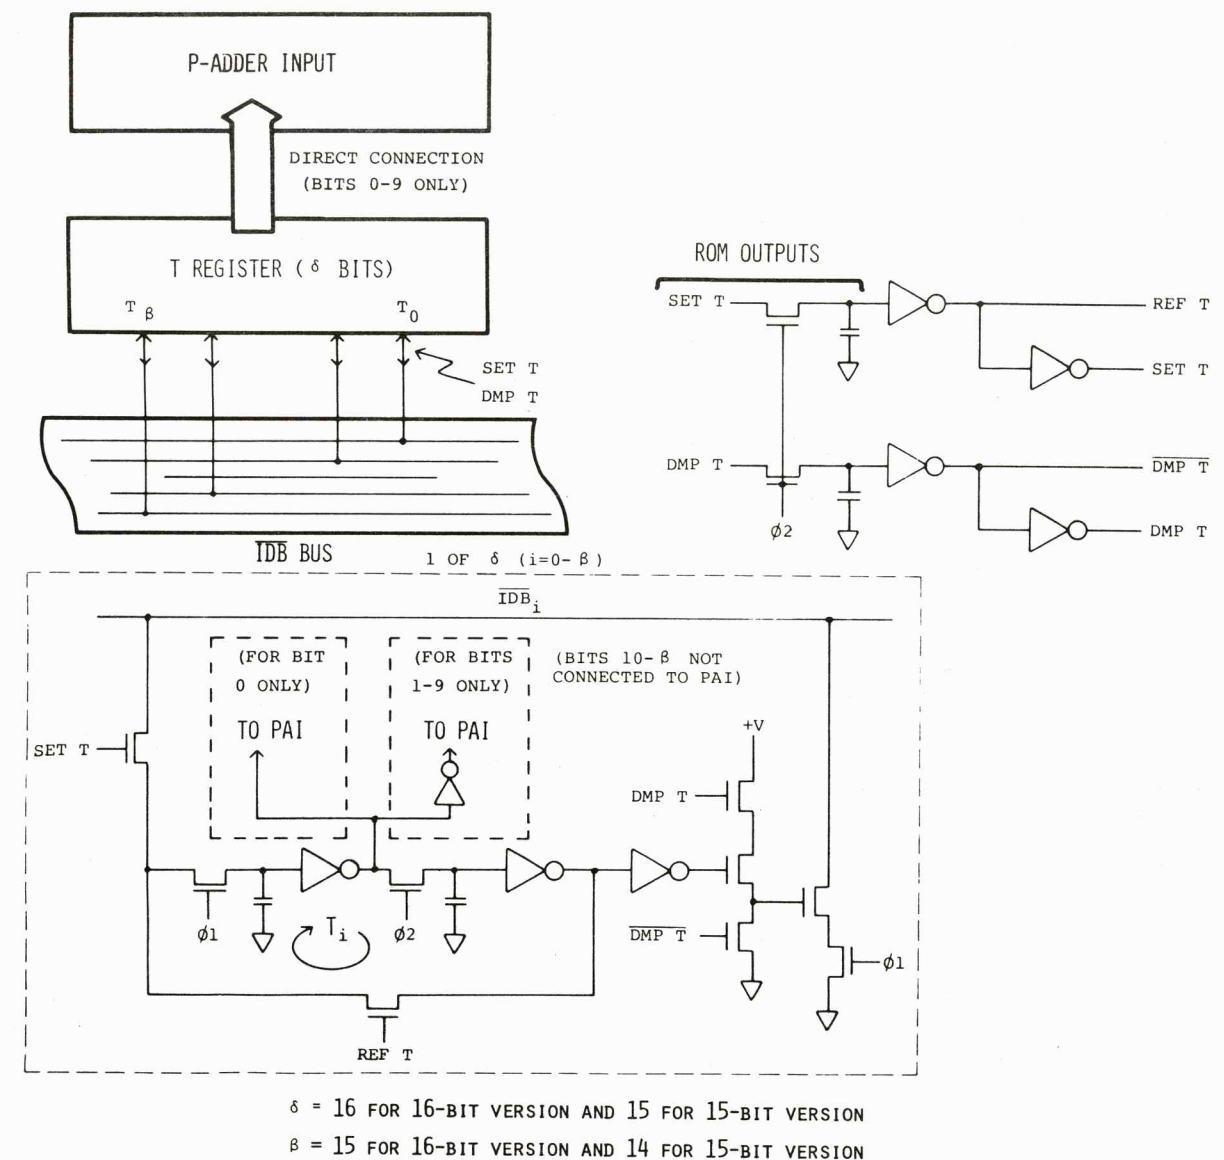 P-ADDER INPUT
DIRECT CONNECTION
(BITS 0-9 ONLY)
T REGISTER ( δ BITS)
T β
T0
SET T
DMP T
IDB BUS
ROM OUTPUTS
SET T
REF T
SET T
DMP T
DMP T
DMP T
ϕ2
1 OF δ (i=0- β)
IDBi
(FOR BIT
0 ONLY)
TO PAI
(FOR BITS
1-9 ONLY)
TO PAI
(BITS 10- β NOT
CONNECTED TO PAI)
+V
SET T
DMP T
ϕ1
Ti
ϕ2
DMP T
ϕ1
REF T
δ = 16 FOR 16-BIT VERSION AND 15 FOR 15-BIT VERSION
β = 15 FOR 16-BIT VERSION AND 14 FOR 15-BIT VERSION